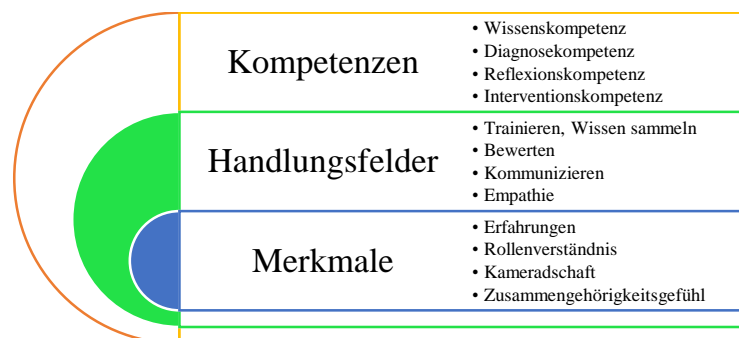 Kompetenzen
• Wissenskompetenz
• Diagnosekompetenz
• Reflexionskompetenz
• Interventionskompetenz
Handlungsfelder
• Trainieren, Wissen sammeln
• Bewerten
• Kommunizieren
• Empathie
Merkmale
• Erfahrungen
• Rollenverständnis
• Kameradschaft
• Zusammengehörigkeitsgefühl